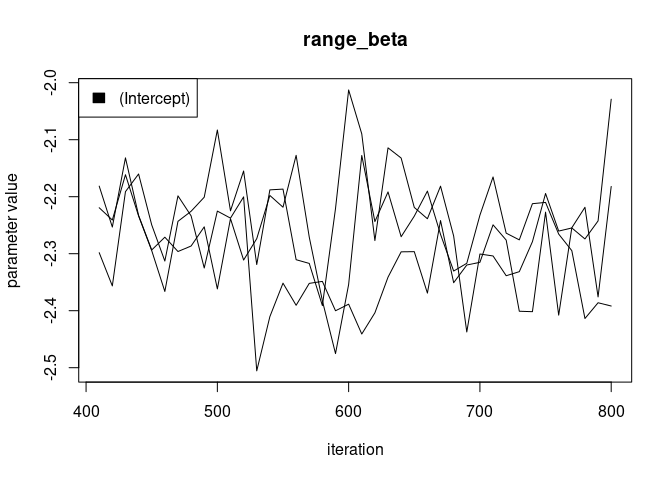 range_beta
(Intercept)
parameter value
-2.0
-2.1
-2.2
-2.3
-2.4
-2.5
400 500 600 700 800
iteration